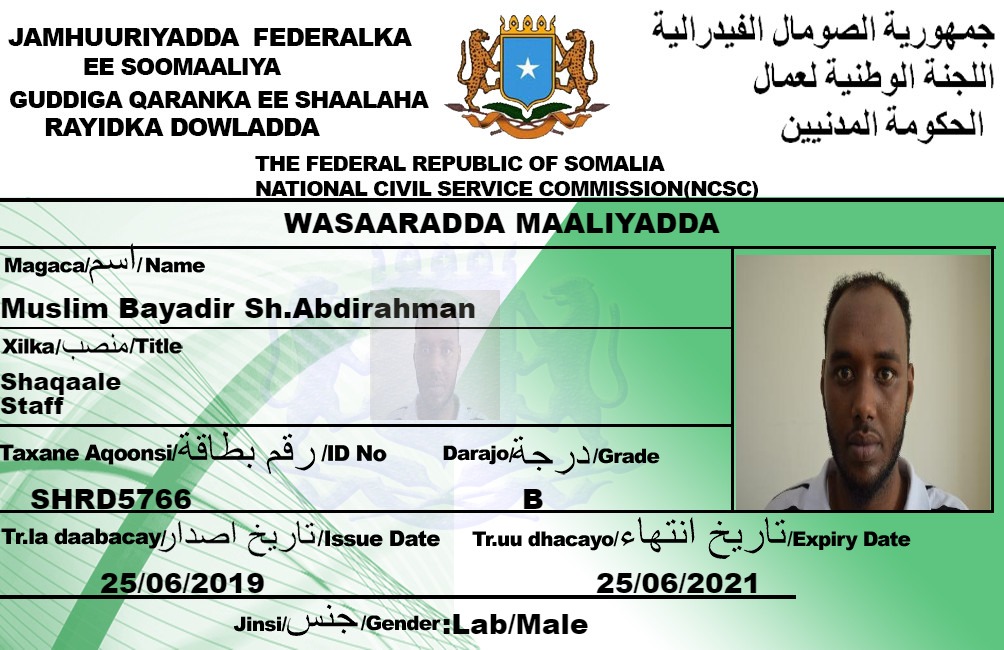 JAMHUURIYADDA FEDERALKA
EE SOOMAALIYA
GUDDIGA QARANKA EE SHAALAHA
RAYIDKA DOWLADDA
جمهورية الصومال الفيدرالية
اللجنة الوطنية لعمال
الحكومة المدنيين
THE FEDERAL REPUBLIC OF SOMALIA
NATIONAL CIVIL SERVICE COMMISSION(NCSC)
WASAARADDA MAALIYADDA
Magaca/اسم/Name
Muslim Bayadir Sh.Abdirahman
Xilka/منصب/Title
Shaqaale
Staff
Taxane Aqoonsi/رقم بطاقة/ID No
SHRD5766
Darajo/درجة/Grade
B
Tr.la daabacay/تاريخ اصدار/Issue Date
25/06/2019
Tr.uu dhacayo/تاريخ انتهاء/Expiry Date
25/06/2021
Jinsi/جنس/Gender:Lab/Male